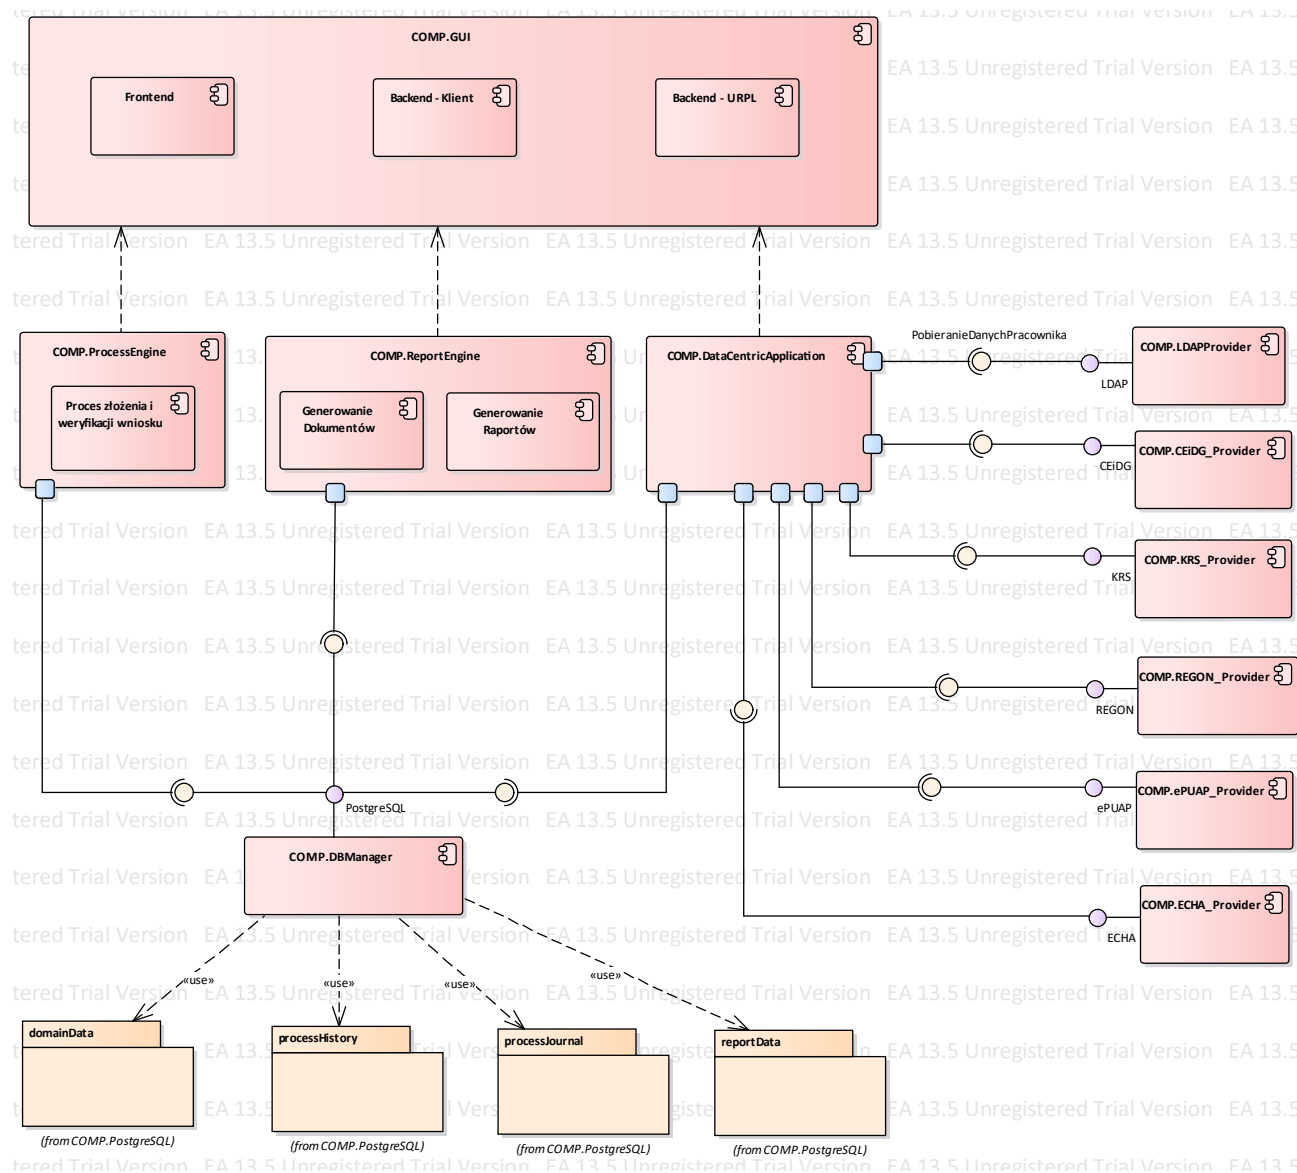 COMP.GUI
Frontend
Backend - Klient
Backend - URPL
COMP.ProcessEngine
Proces złożenia i
weryfikacji wniosku
COMP.ReportEngine
Generowanie
Dokumentów
Generowanie
Raportów
COMP.DataCentricApplication
PobieranieDanychPracownika
COMP.LDAPProvider
LDAP
COMP.CEiDG_Provider
CEiDG
COMP.KRS_Provider
KRS
COMP.REGON_Provider
REGON
COMP.ePUAP_Provider
ePUAP
COMP.ECHA_Provider
ECHA
PostgreSQL
COMP.DBManager
«use»
«use»
«use»
«use»
domainData
(from COMP.PostgreSQL)
processHistory
(from COMP.PostgreSQL)
processJournal
(from COMP.PostgreSQL)
reportData
(from COMP.PostgreSQL)
EA 13.5 Unregistered Trial Version